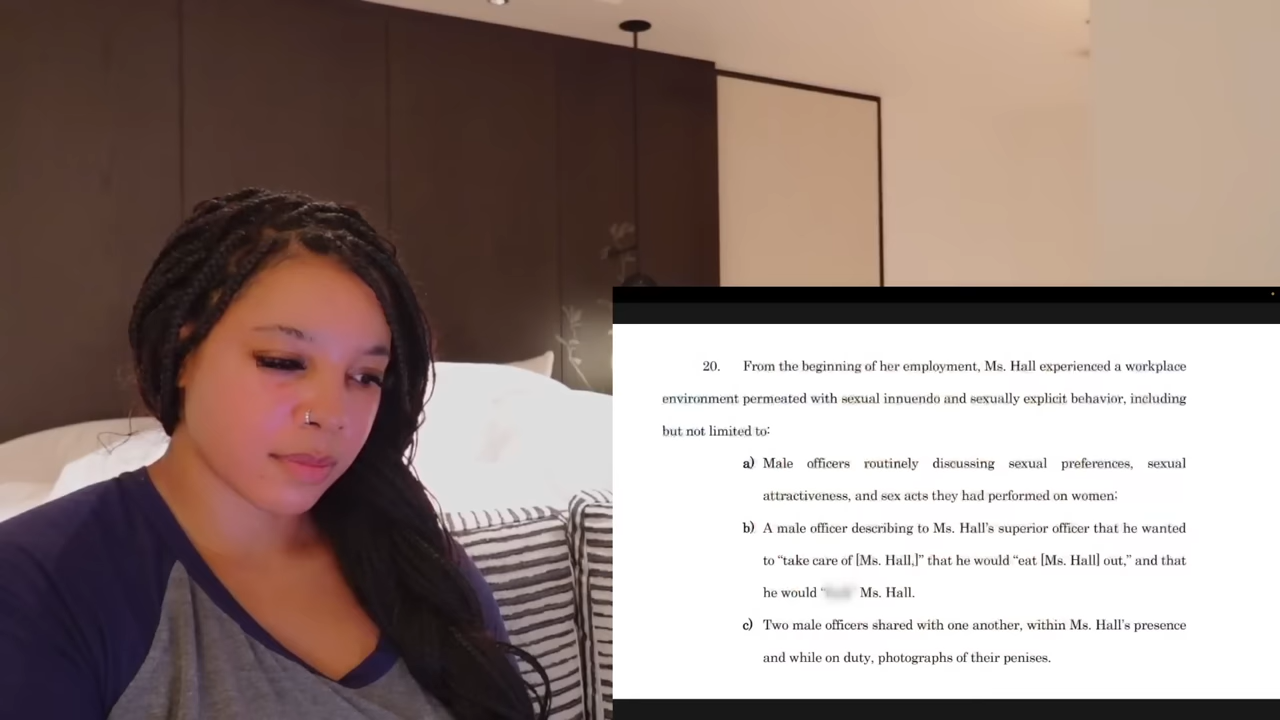 20. From the beginning of her employment, Ms. Hall experienced a workplace
environment permeated with sexual innuendo and sexually explicit behavior, including
but not limited to:
a) Male officers routinely discussing sexual preferences, sexual
attractiveness, and sex acts they had performed on women;
b) A male officer describing to Ms. Hall's superior officer that he wanted
to “take care of [Ms. Hall,]” that he would “eat [Ms. Hall] out,” and that
he would “ ” Ms. Hall.
c) Two male officers shared with one another, within Ms. Hall's presence
and while on duty, photographs of their penises.